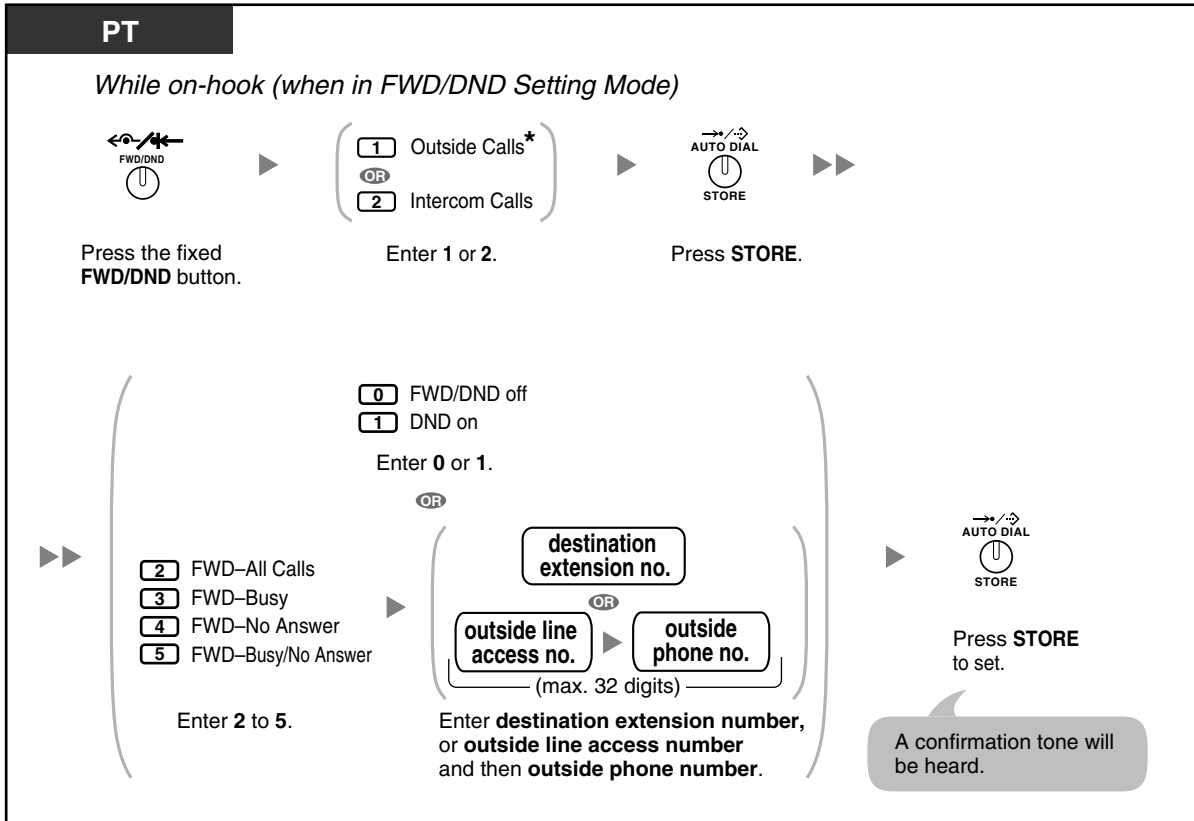 PT
While on-hook (when in FWD/DND Setting Mode)
FWD/DND
Press the fixed
FWD/DND button.
1 Outside Calls*
OR
2 Intercom Calls
Enter 1 or 2.
AUTO DIAL
STORE
Press STORE.
0 FWD/DND off
1 DND on
Enter 0 or 1.
OR
2 FWD–All Calls
3 FWD–Busy
4 FWD–No Answer
5 FWD–Busy/No Answer
Enter 2 to 5.
destination
extension no.
OR
outside line
access no.
outside
phone no.
(max. 32 digits)
Enter destination extension number,
or outside line access number
and then outside phone number.
AUTO DIAL
STORE
Press STORE
to set.
A confirmation tone will
be heard.